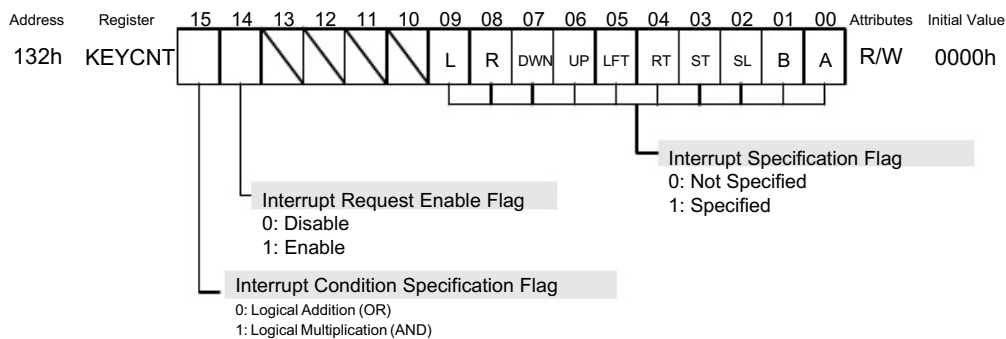 Address Register 15 14 13 12 11 10 09 08 07 06 05 04 03 02 01 00 Attributes Initial Value
132h KEYCNT L R DWN UP LFT RT ST SL B A R/W 0000h
Interrupt Specification Flag
0: Not Specified
1: Specified
Interrupt Request Enable Flag
0: Disable
1: Enable
Interrupt Condition Specification Flag
0: Logical Addition (OR)
1: Logical Multiplication (AND)